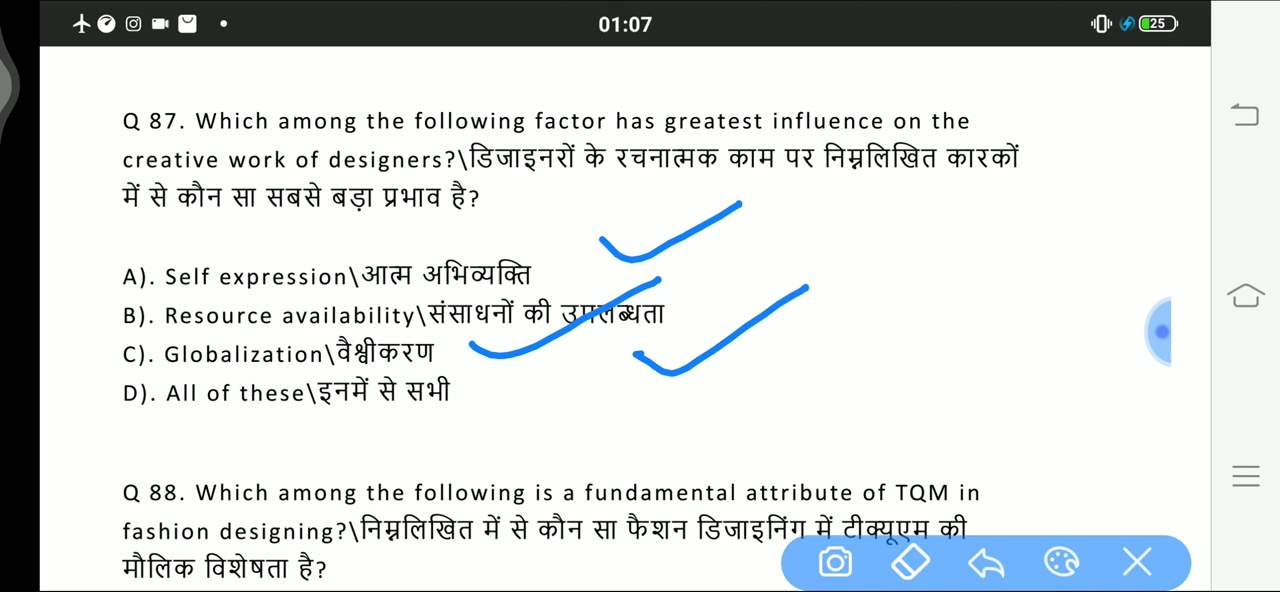 01:07
25
Q 87. Which among the following factor has greatest influence on the
creative work of designers?\डिजाइनरों के रचनात्मक काम पर निम्नलिखित कारकों
में से कौन सा सबसे बड़ा प्रभाव है?
A). Self expression\आत्म अभिव्यक्ति
B). Resource availability\संसाधनों की उपलब्धता
C). Globalization\वैश्वीकरण
D). All of these\इनमें से सभी
Q 88. Which among the following is a fundamental attribute of TQM in
fashion designing?\निम्नलिखित में से कौन सा फैशन डिजाइनिंग में टीक्यूएम की
मौलिक विशेषता है?